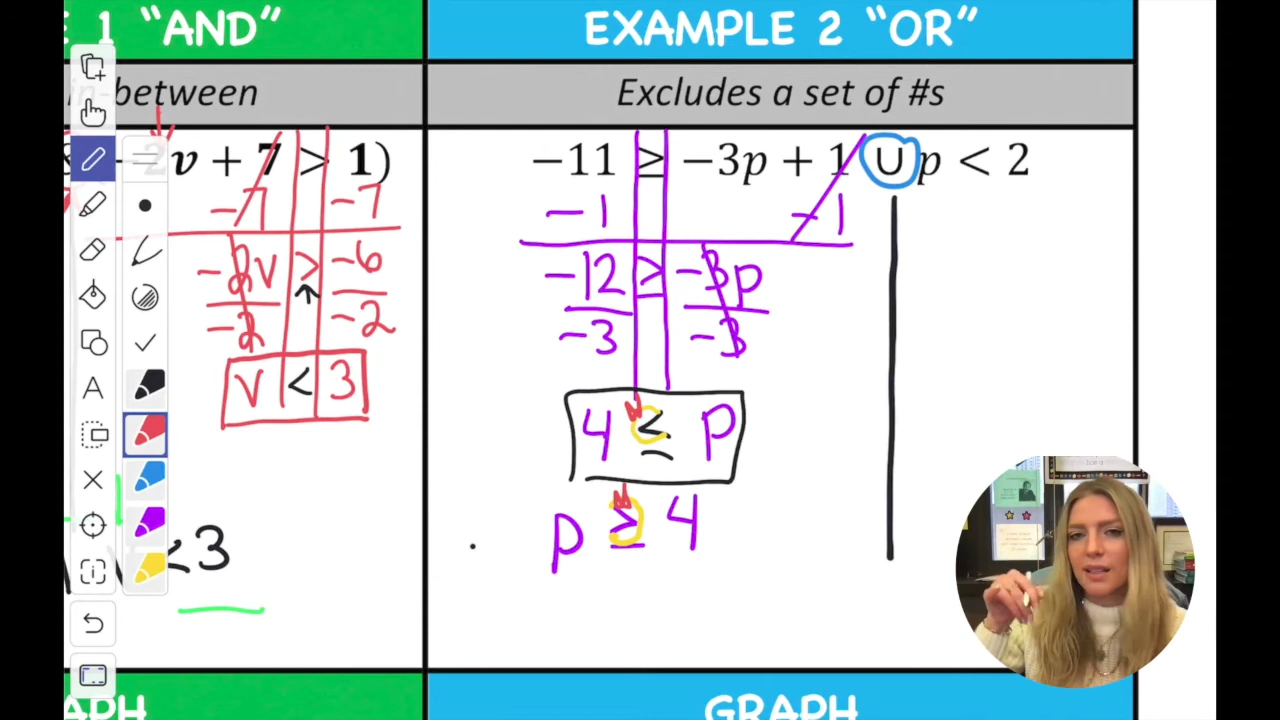 E 1 "AND"
in-between
v + 7 > 1)
-7 -7
-2v > -6
-2 -2
v < 3
<3
APH
EXAMPLE 2 "OR"
Excludes a set of #s
-11 ≥ -3p + 1 ∪ p < 2
-1 -1
-12 ≥ -3p
-3 -3
4 ≤ p
p ≥ 4
GRAPH